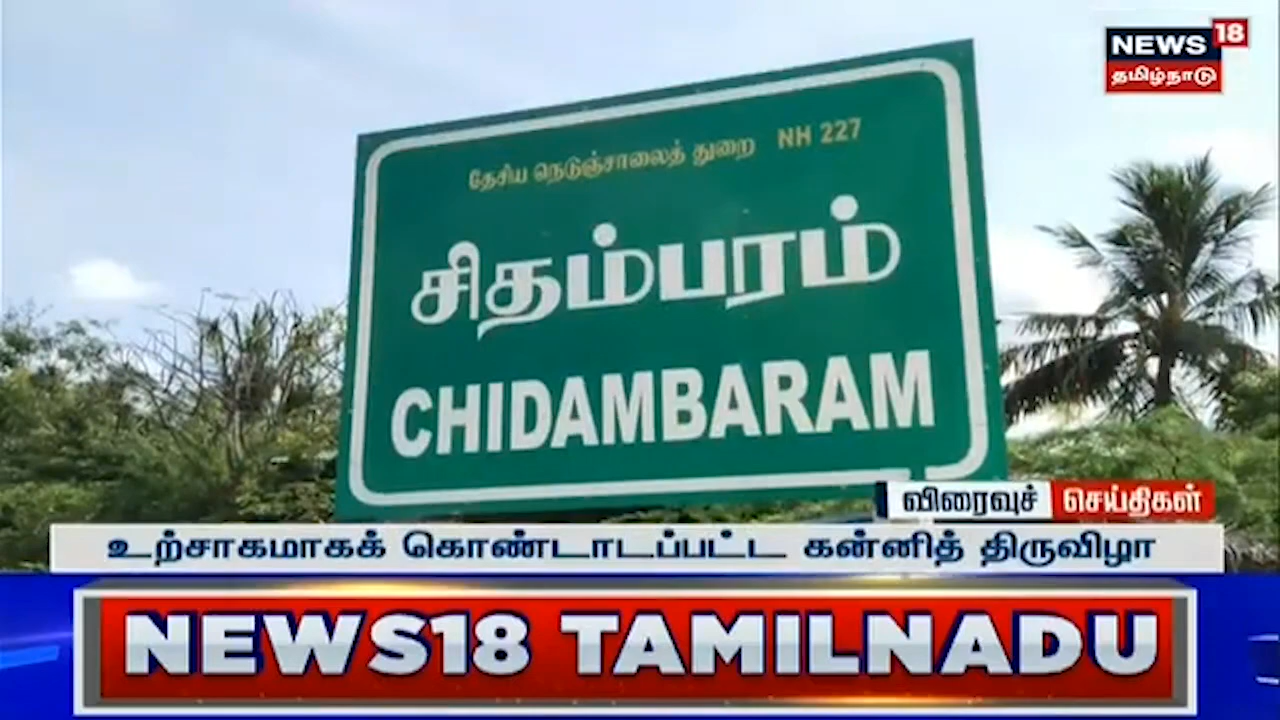 NEWS 18
தமிழ்நாடு
தேசிய நெடுஞ்சாலைத் துறை NH 227
சிதம்பரம்
CHIDAMBARAM
விரைவுச் செய்திகள்
உற்சாகமாகக் கொண்டாடப்பட்ட கன்னித் திருவிழா
NEWS18 TAMILNADU